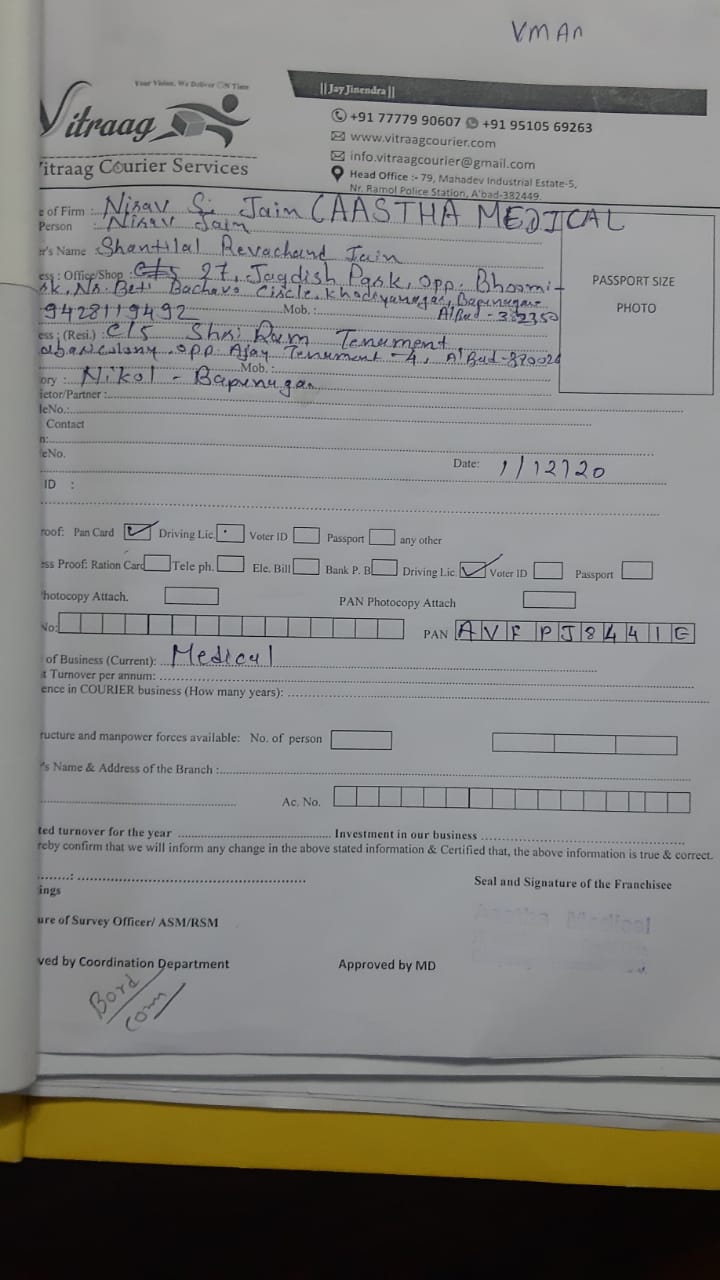 VMAn
Your Vision, We Deliver ON Time
|| Jay Jinendra ||
Vitraag
Vitraag Courier Services
+91 77779 90607 +91 95105 69263
www.vitraagcourier.com
info.vitraagcourier@gmail.com
Head Office :- 79, Mahadev Industrial Estate-5,
Nr. Ramol Police Station, A'bad-382449.
e of Firm : Nirav S. Jain (AASTHA MEDICAL
Person : Nirav Jain
er's Name : Shantilal Revachand Jain
ess : Office/Shop : 27, Jagdish Park, opp. Bhoomi-
Nr. Beti Bachavo Circle, Khodiyarnagar, Bapunagar
9428119492 Mob. : A'Bad - 382350
ess : (Resi.) : C/5 Shri Ram Tenament,
opp. Ajay Tenament - 4, A'Bad-
Mob. :
ory : Nikol - Bapunagar
ietor/Partner :
leNo.:
Contact
n:
leNo.
Date: 1/12/20
ID :
PASSPORT SIZE
PHOTO
roof: Pan Card Driving Lic. Voter ID Passport any other
ess Proof: Ration Card Tele ph. Ele. Bill Bank P. B Driving Lic. Voter ID Passport
hotocopy Attach. PAN Photocopy Attach
No: PAN AVFPJ8441G
of Business (Current): Medical
t Turnover per annum:
ence in COURIER business (How many years):
ructure and manpower forces available: No. of person
's Name & Address of the Branch :
Ac. No.
ted turnover for the year Investment in our business
reby confirm that we will inform any change in the above stated information & Certified that, the above information is true & correct.
Seal and Signature of the Franchisee
ings
Aastha Medical
ure of Survey Officer/ ASM/RSM
ved by Coordination Department Approved by MD
Bord
Com